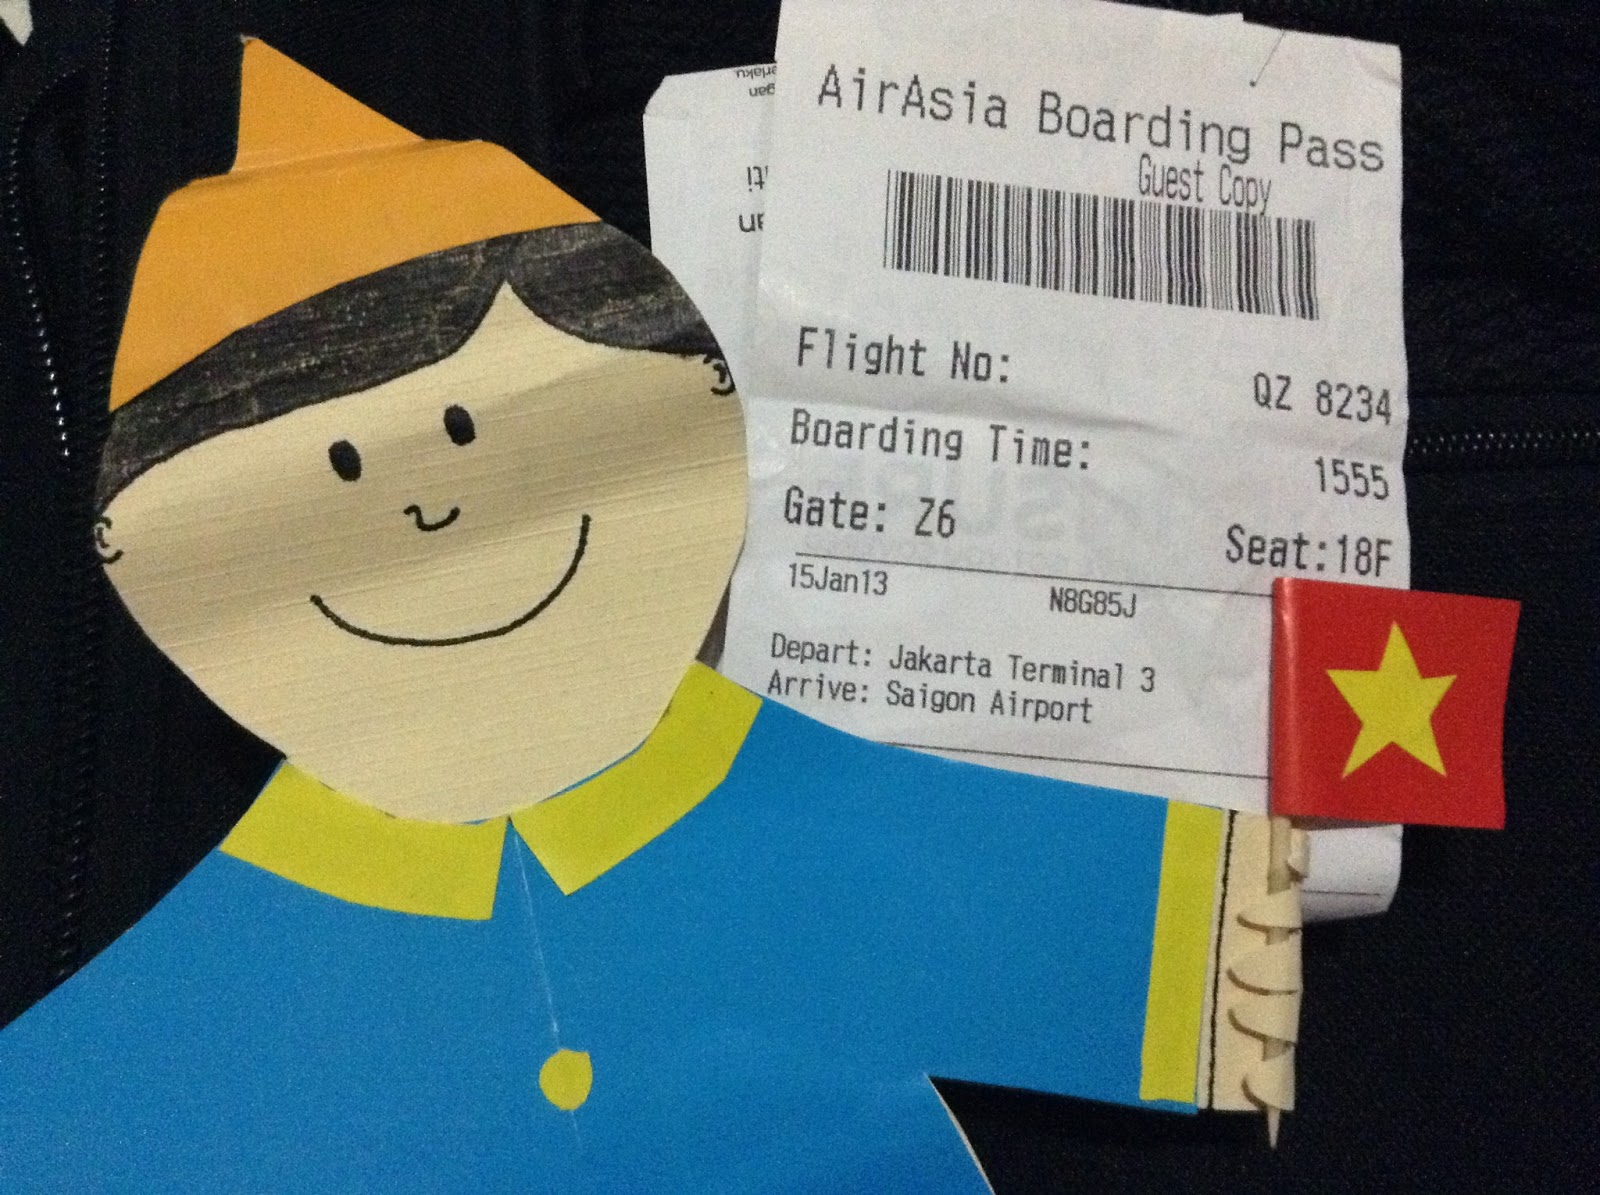 AirAsia Boarding Pass
Guest Copy
Flight No:
QZ 8234
Boarding Time:
1555
Gate: Z6
Seat:18F
15Jan13 N8G85J
Depart: Jakarta Terminal 3
Arrive: Saigon Airport